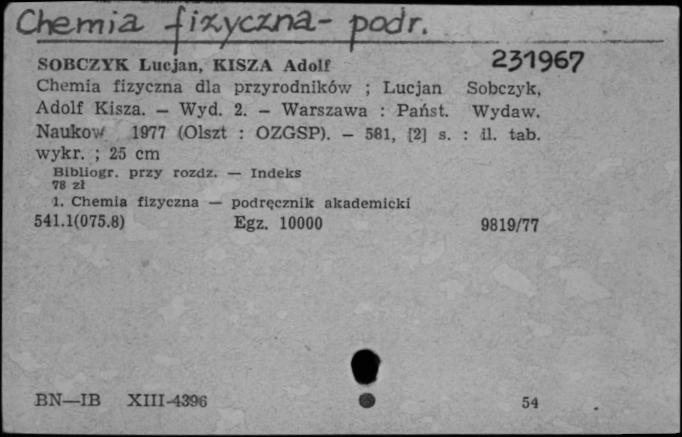 Chemia fizyczna - podr.
SOBCZYK Lucjan, KISZA Adolf 231967
Chemia fizyczna dla przyrodników ; Lucjan Sobczyk,
Adolf Kisza. — Wyd. 2. — Warszawa : Państ. Wydaw.
Naukow 1977 (Olszt : OZGSP). — 581, [2] s. : il. tab.
wykr. ; 25 cm
Bibliogr. przy rozdz. — Indeks
78 zł
1. Chemia fizyczna — podręcznik akademicki
541.1(075.8) Egz. 10000 9819/77
BN—IB XIII-4396 54